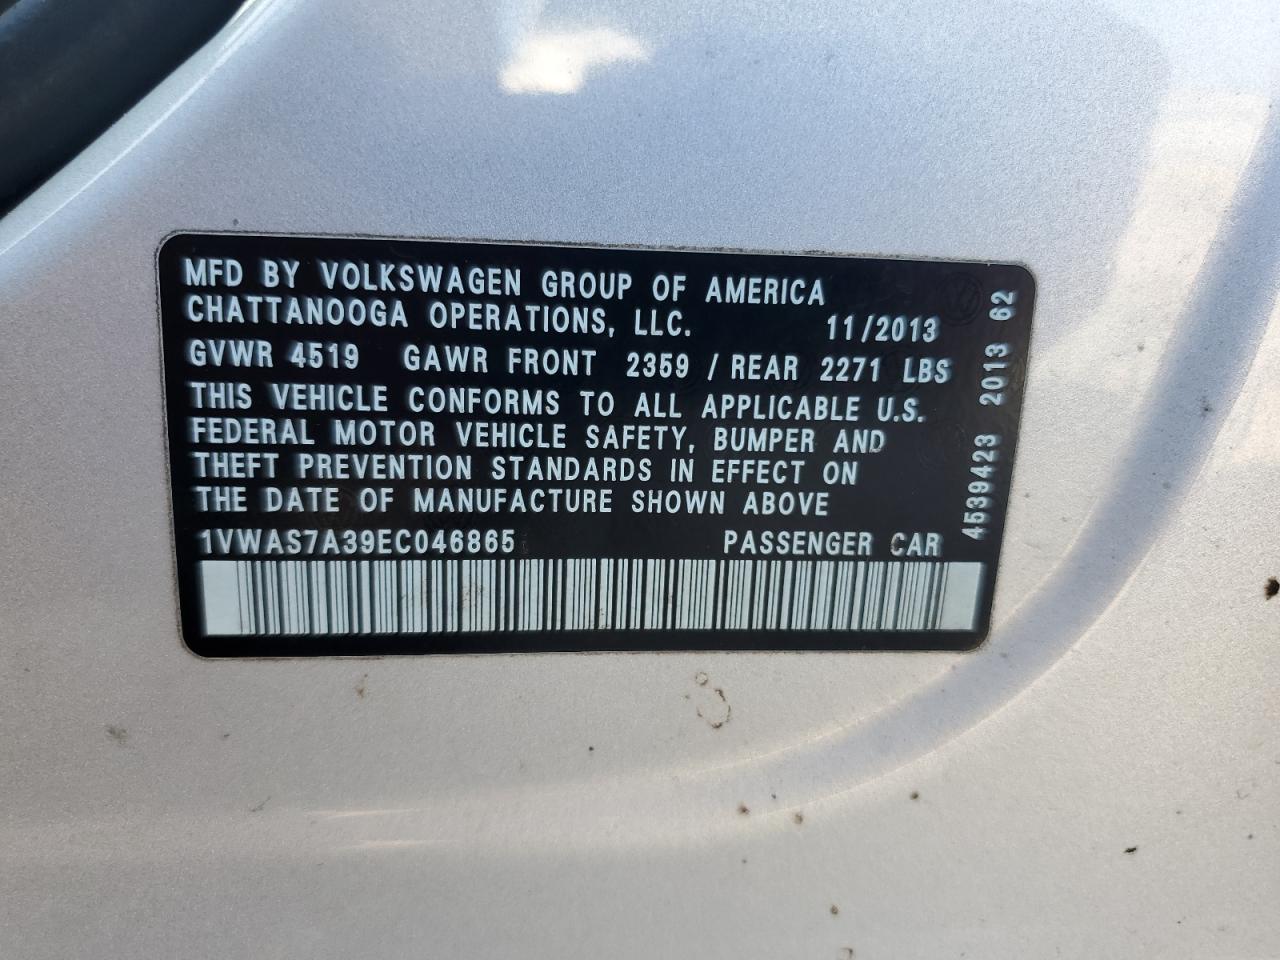 MFD BY VOLKSWAGEN GROUP OF AMERICA
CHATTANOOGA OPERATIONS, LLC. 11/2013
GVWR 4519 GAWR FRONT 2359 / REAR 2271 LBS
THIS VEHICLE CONFORMS TO ALL APPLICABLE U.S.
FEDERAL MOTOR VEHICLE SAFETY, BUMPER AND
THEFT PREVENTION STANDARDS IN EFFECT ON
THE DATE OF MANUFACTURE SHOWN ABOVE
1VWAS7A39EC046865 PASSENGER CAR
4539423 2013 62